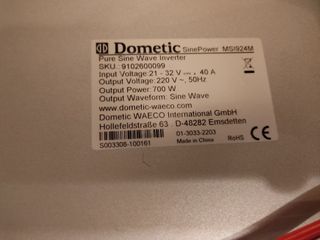 Dometic SinePower MSI924M
Pure Sine Wave Inverter
SKU : 9102600099
Input Voltage: 21 - 32 V ⎓ 40 A
Output Voltage: 220 V ~, 50Hz
Output Power: 700 W
Output Waveform: Sine Wave
www.dometic-waeco.com
Dometic WAECO International GmbH
Hollefeldstraße 63 . D-48282 Emsdetten
01-3033-2203
S003308-100161 Made in China RoHS CE